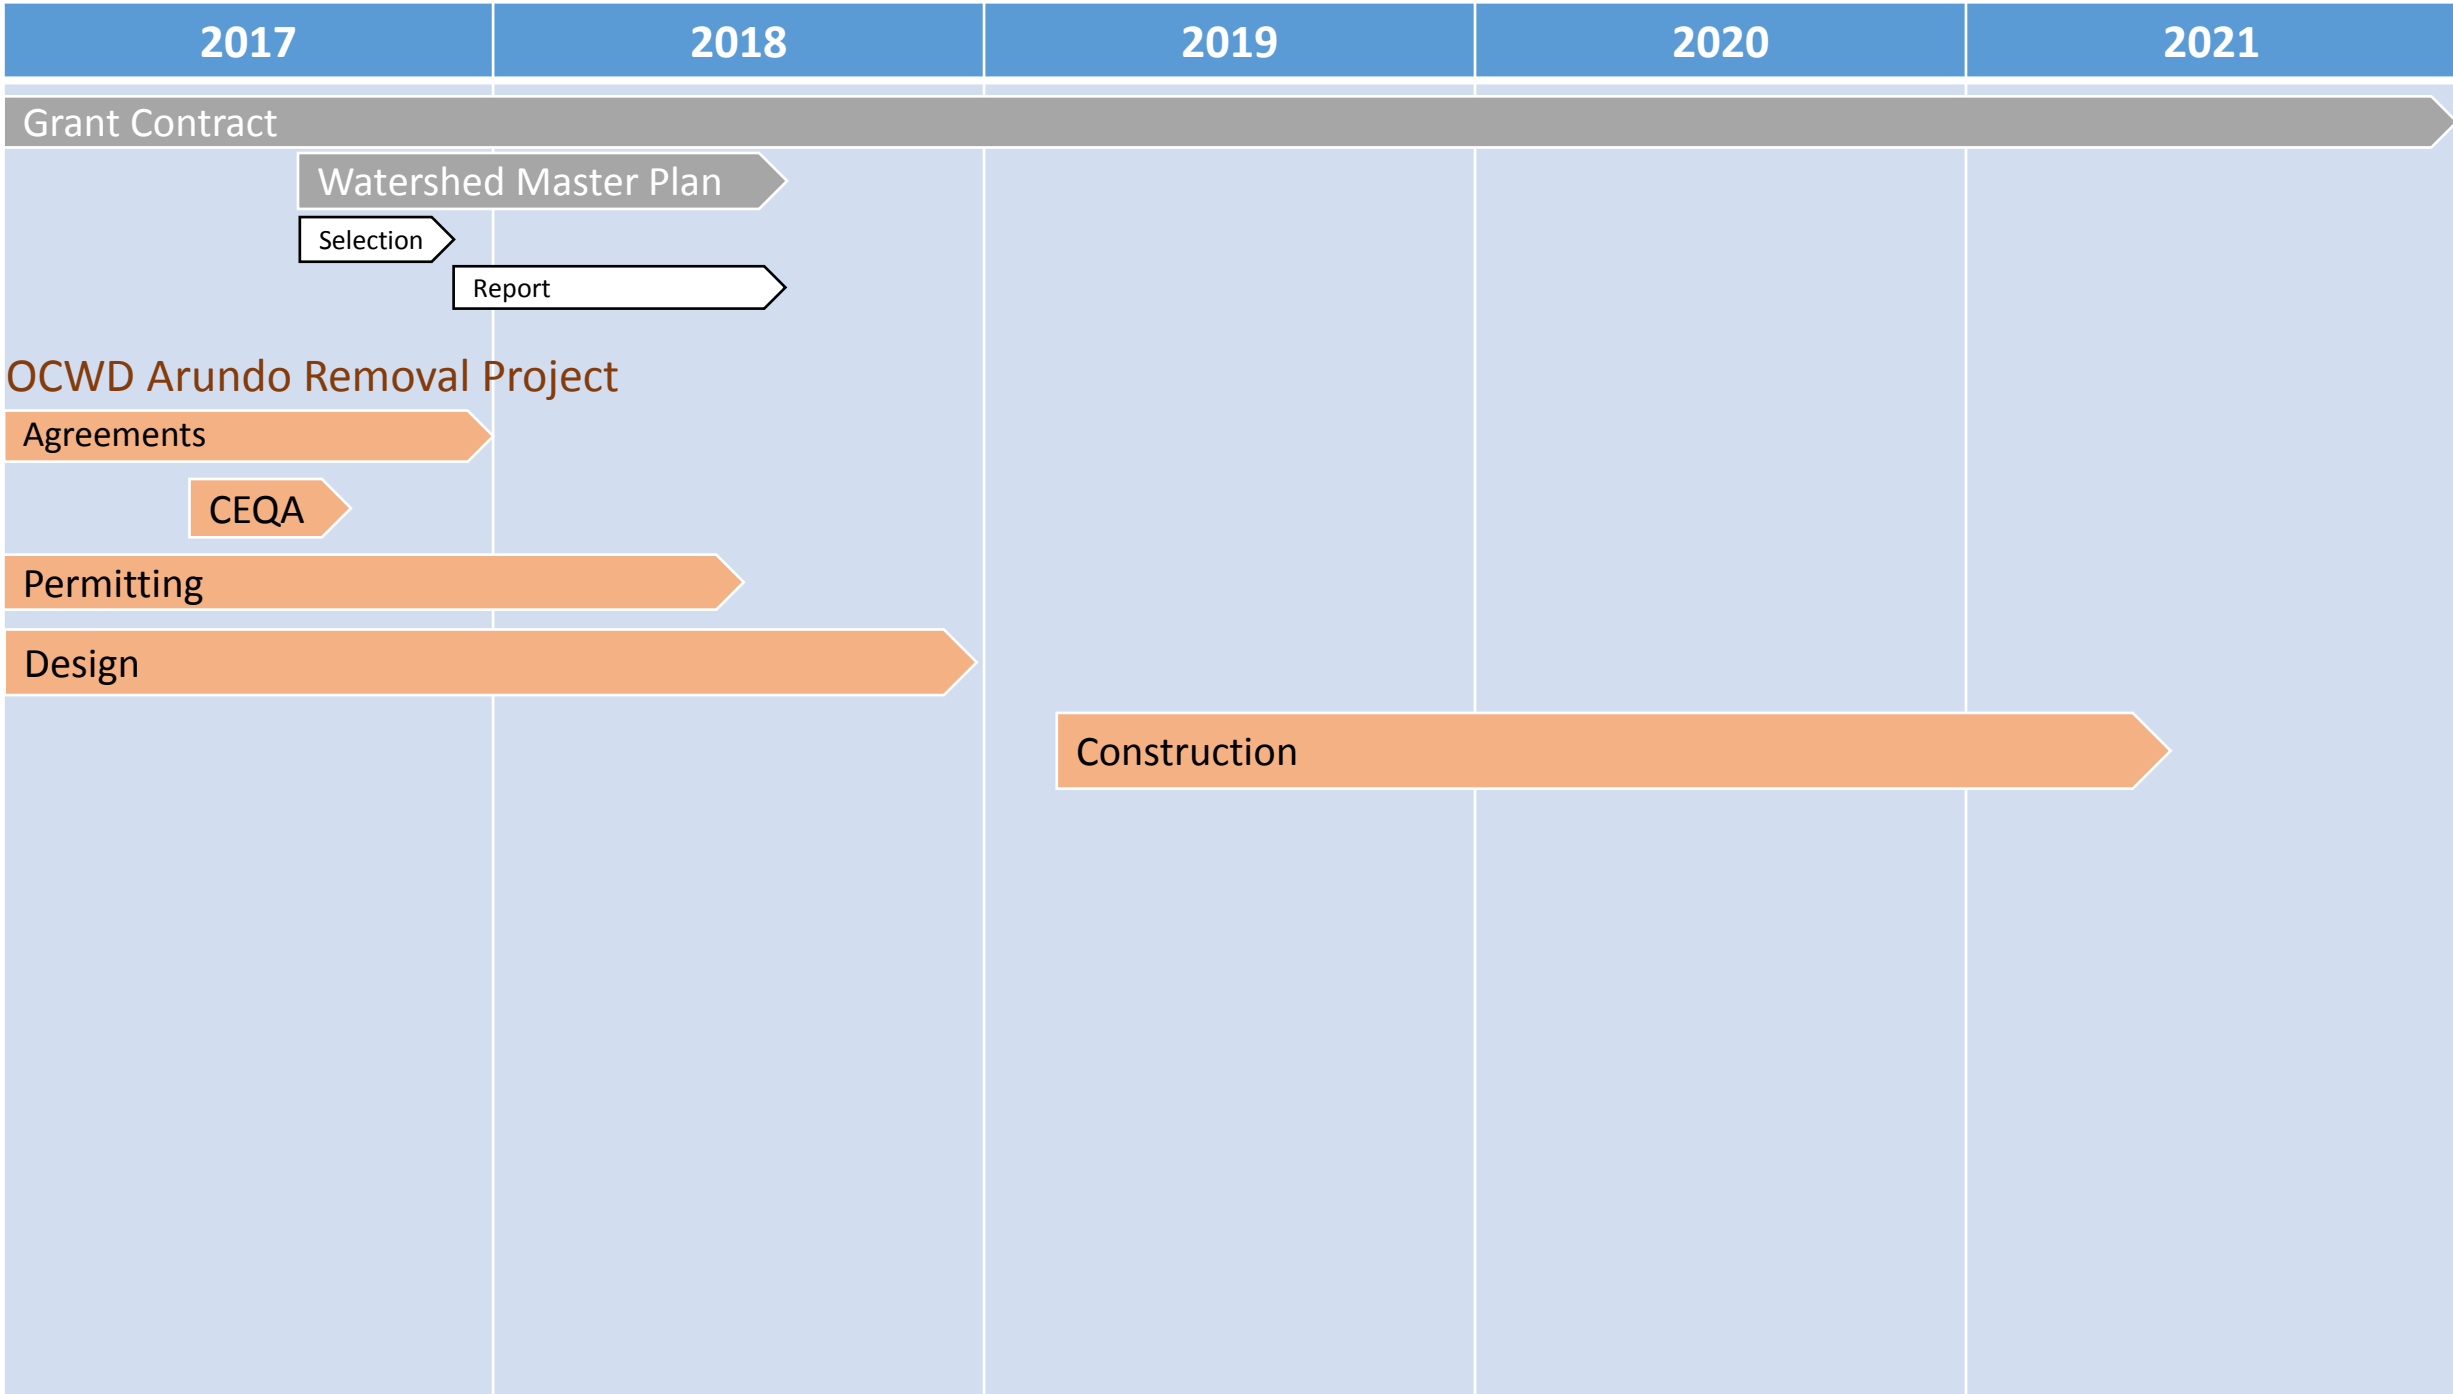 2017 2018 2019 2020 2021
Grant Contract
Watershed Master Plan
Selection
Report
OCWD Arundo Removal Project
Agreements
CEQA
Permitting
Design
Construction